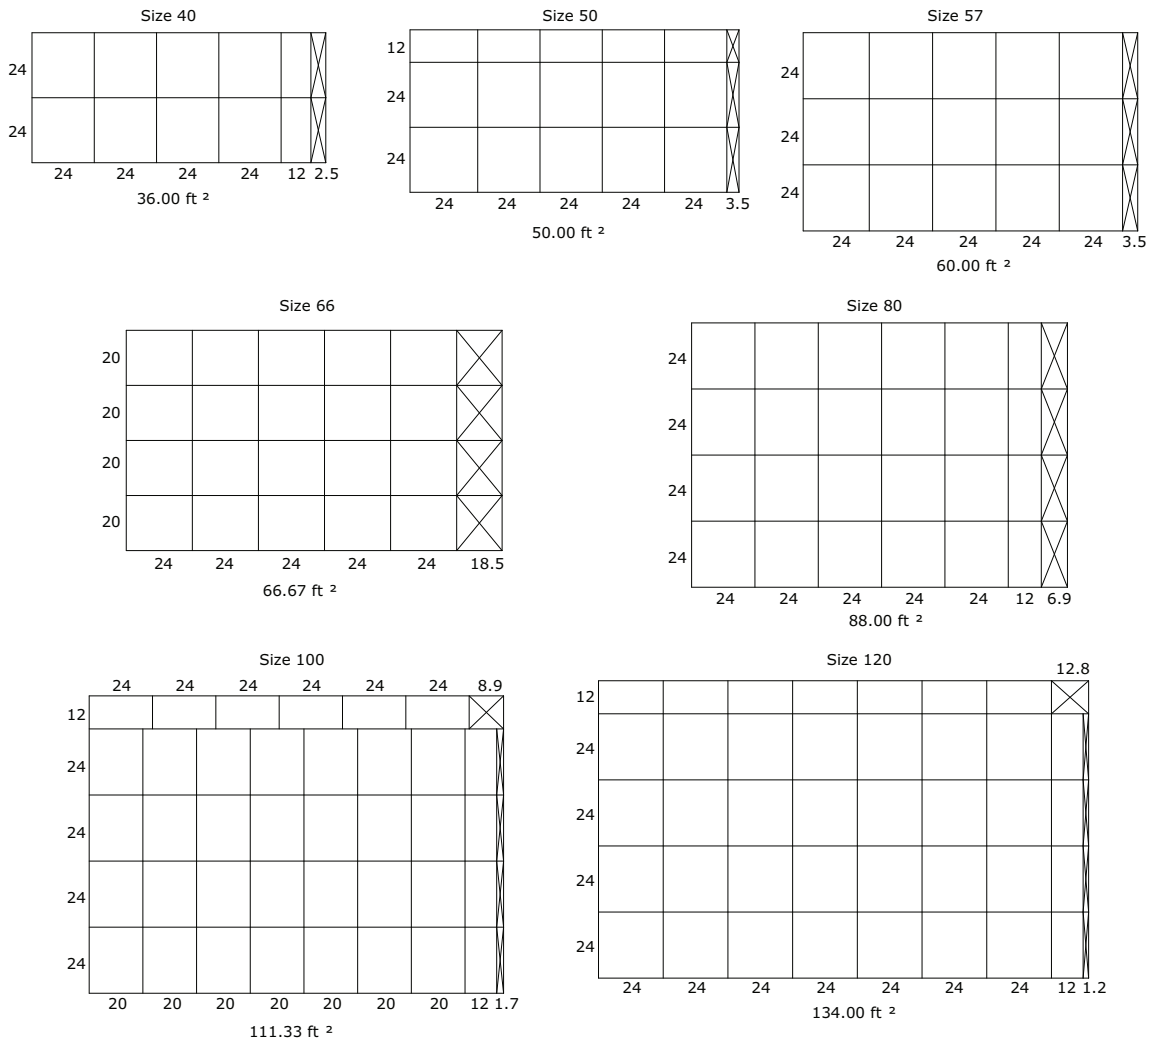 Size 40
24
24
24 24 24 24 12 2.5
36.00 ft ²
Size 50
12
24
24
24 24 24 24 24 3.5
50.00 ft ²
Size 57
24
24
24
24 24 24 24 24 3.5
60.00 ft ²
Size 66
20
20
20
20
24 24 24 24 24 18.5
66.67 ft ²
Size 80
24
24
24
24
24 24 24 24 24 12 6.9
88.00 ft ²
Size 100
24 24 24 24 24 24 8.9
12
24
24
24
24
20 20 20 20 20 20 20 12 1.7
111.33 ft ²
Size 120
12.8
12
24
24
24
24
24 24 24 24 24 24 24 12 1.2
134.00 ft ²